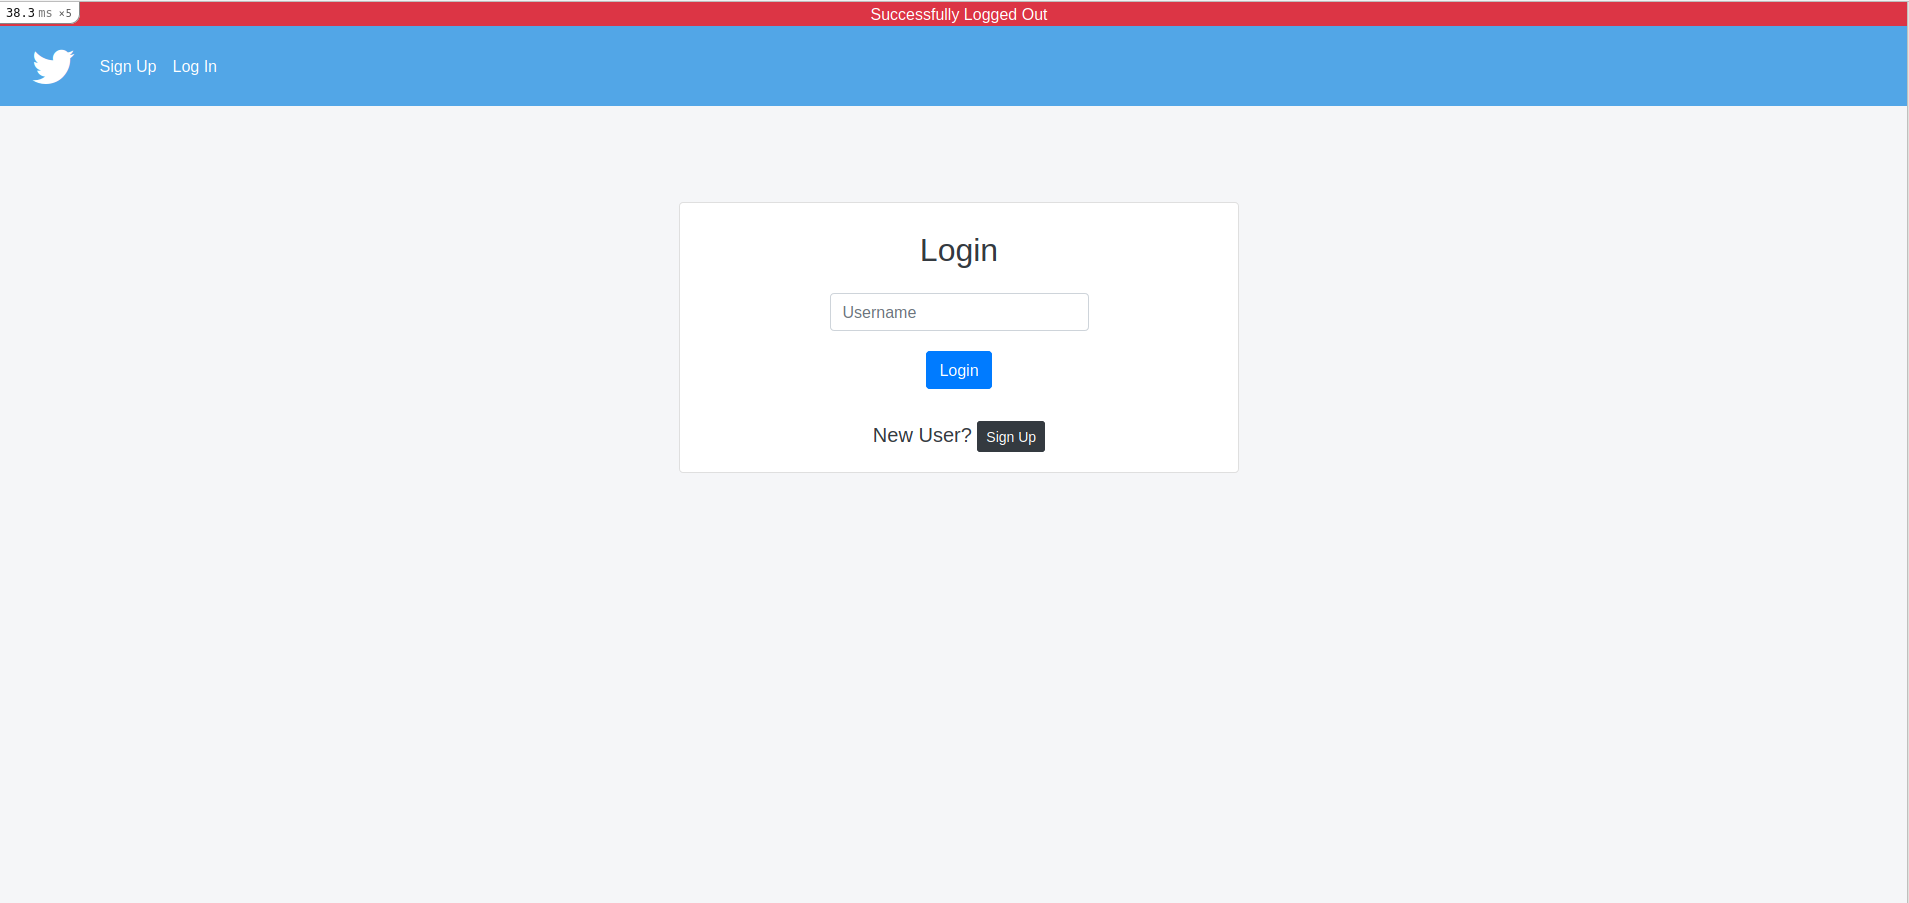 38.3 ms ×5
Successfully Logged Out
Sign Up Log In
Login
Username
Login
New User? Sign Up